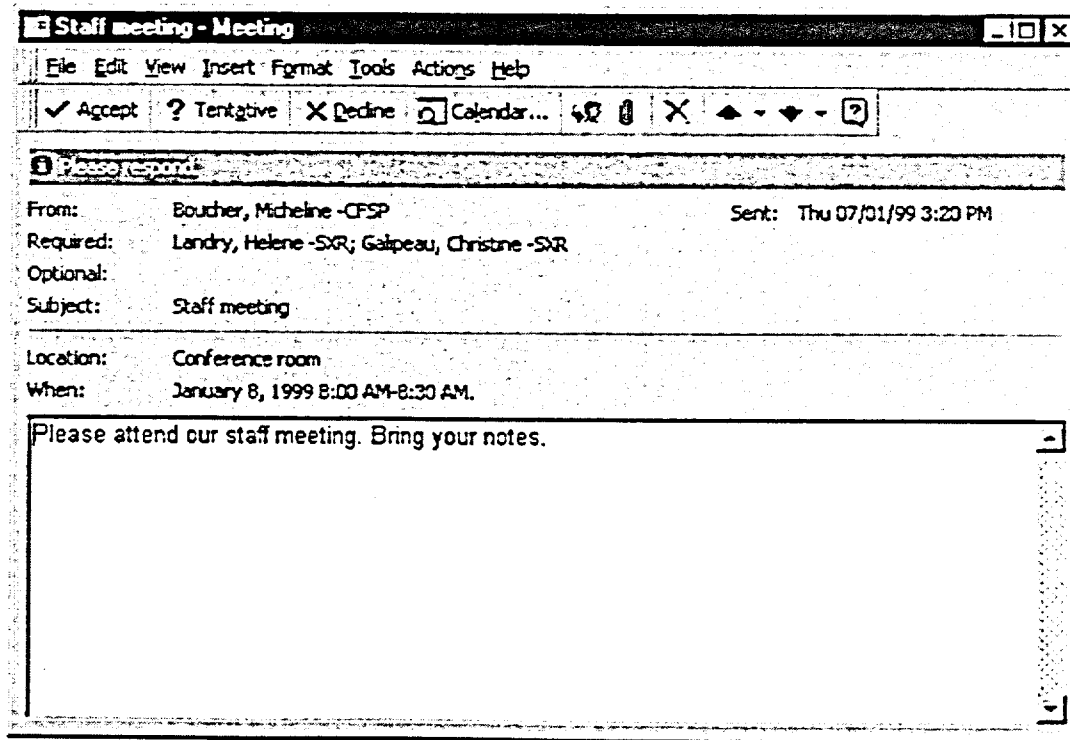 Staff meeting - Meeting
File Edit View Insert Format Tools Actions Help
Accept ? Tentative Decline Calendar...
Please respond.
From: Boucher, Micheline -CFSP Sent: Thu 07/01/99 3:20 PM
Required: Landry, Helene -SXR; Galipeau, Christine -SXR
Optional:
Subject: Staff meeting
Location: Conference room
When: January 8, 1999 8:00 AM-8:30 AM.
Please attend our staff meeting. Bring your notes.